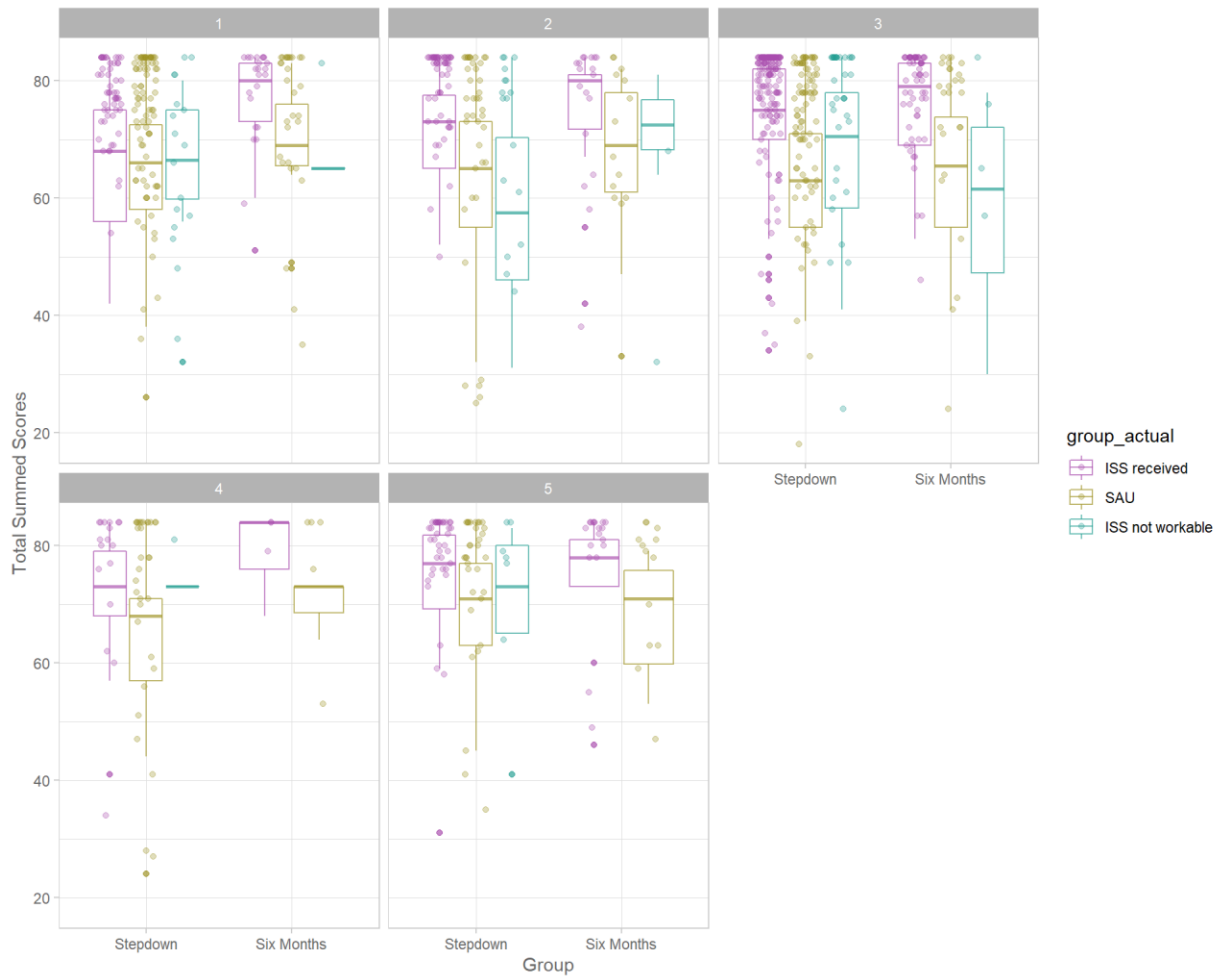 1
2
3
80
60
40
20
Stepdown
Six Months
4
5
80
60
40
20
Stepdown
Six Months
Stepdown
Six Months
Total Summed Scores
Group
group_actual
ISS received
SAU
ISS not workable